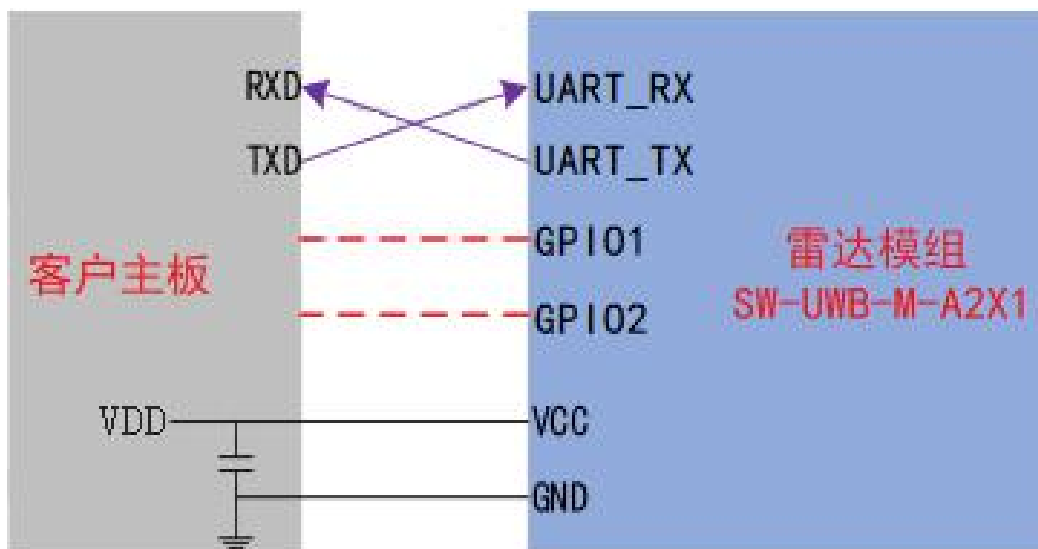 RXD
UART_RX
TXD
UART_TX
GPIO1
客户主板
雷达模组
SW-UWB-M-A2X1
GPIO2
VDD
VCC
GND